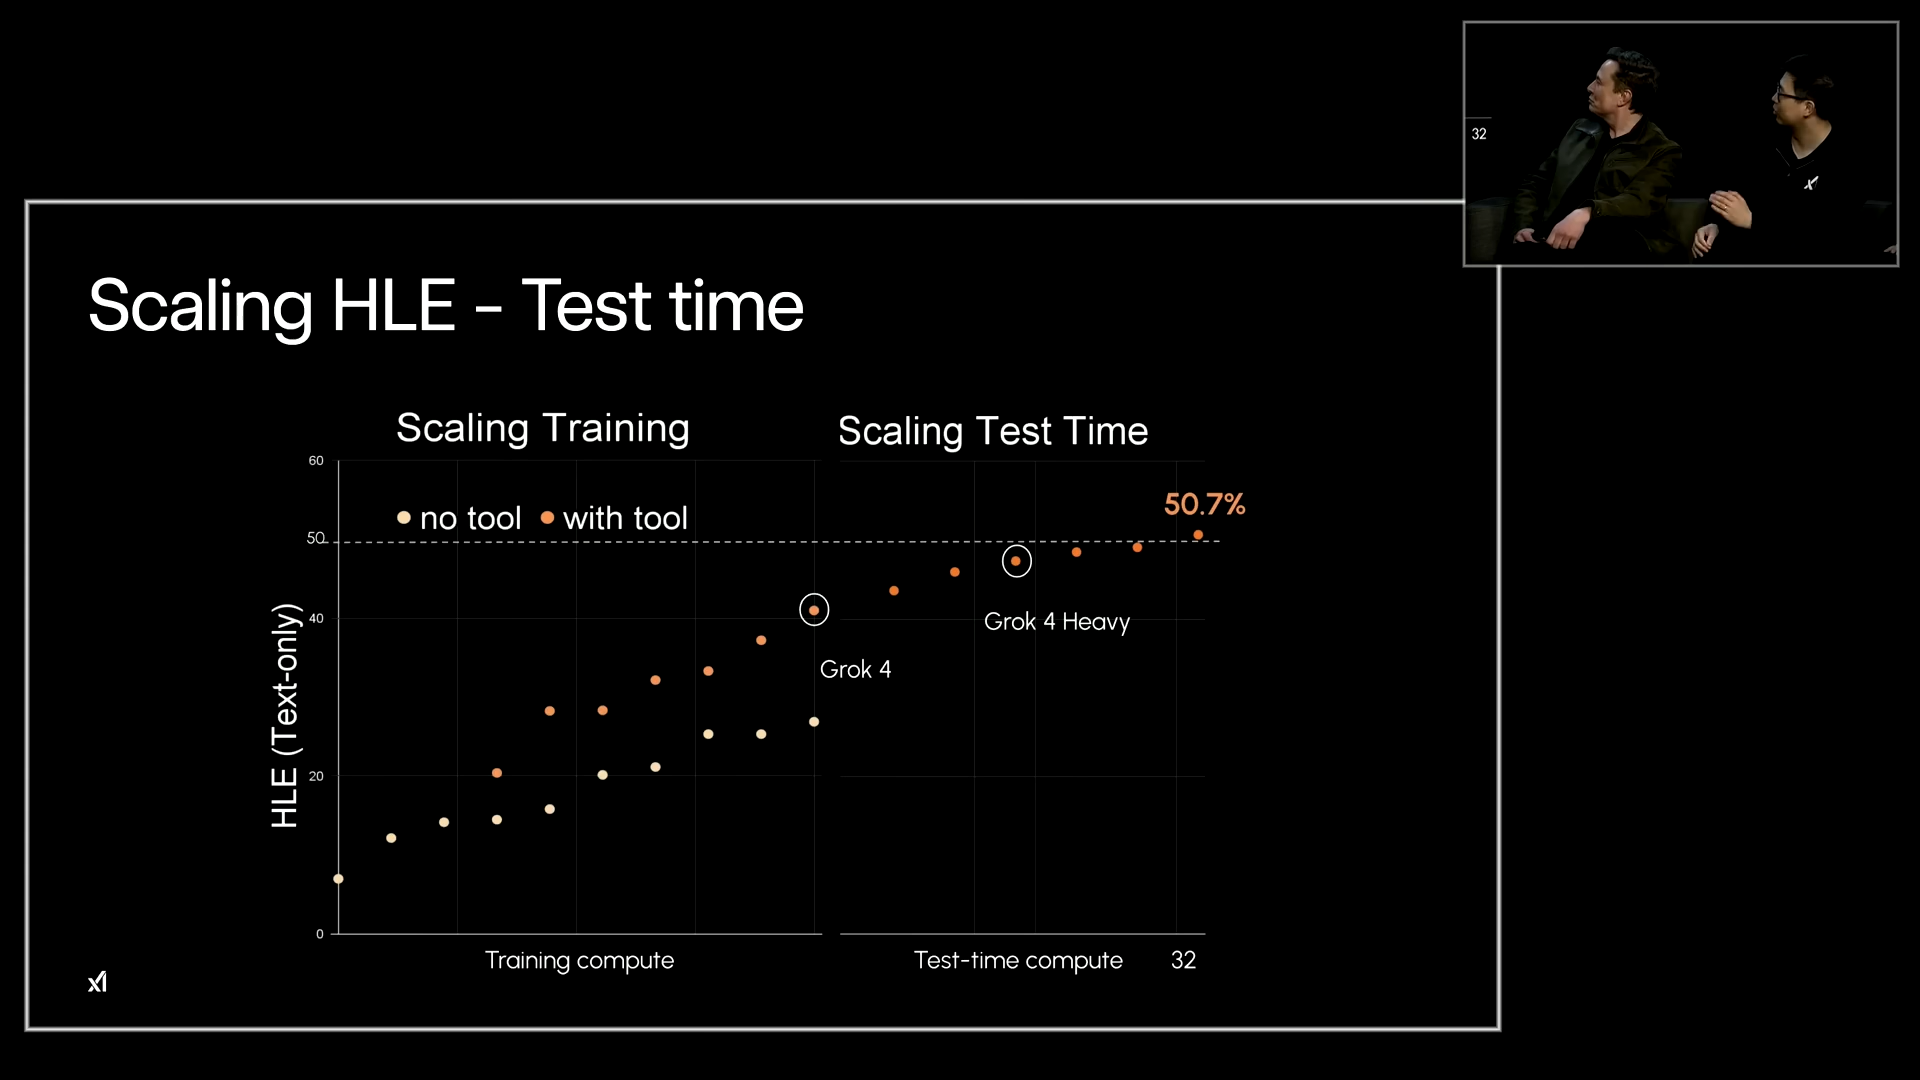 32
Scaling HLE – Test time
Scaling Training
Scaling Test Time
60
50.7%
no tool
with tool
50
40
Grok 4 Heavy
Grok 4
HLE (Text-only)
20
0
Training compute
Test-time compute
32
xI